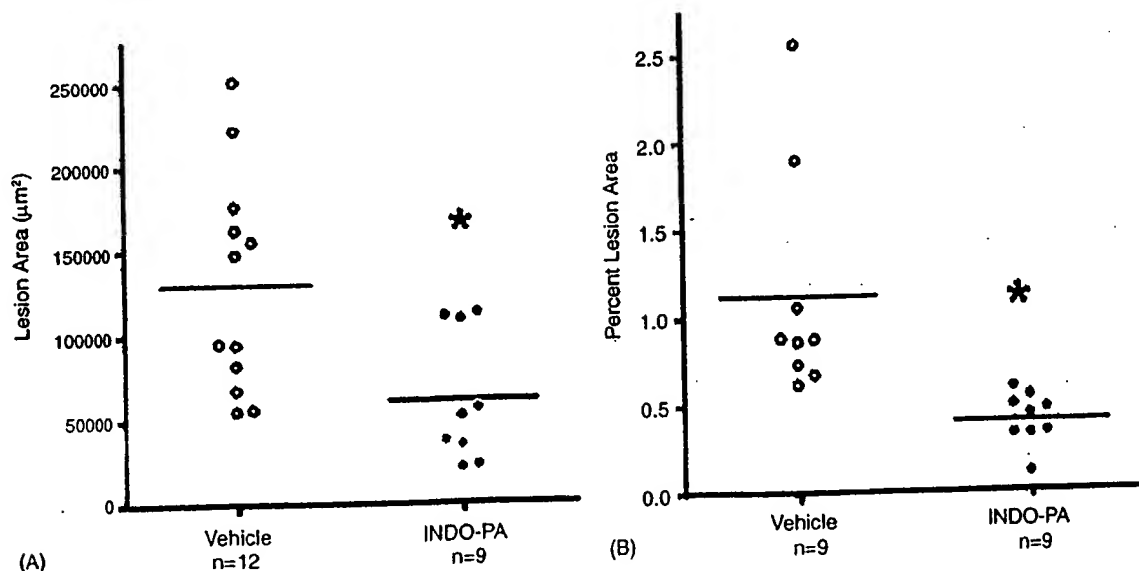 Lesion Area (µm²)
250000
200000
150000
100000
50000
0
*
Vehicle
n=12
INDO-PA
n=9
(A)
Percent Lesion Area
2.5
2.0
1.5
1.0
0.5
0.0
*
Vehicle
n=9
INDO-PA
n=9
(B)